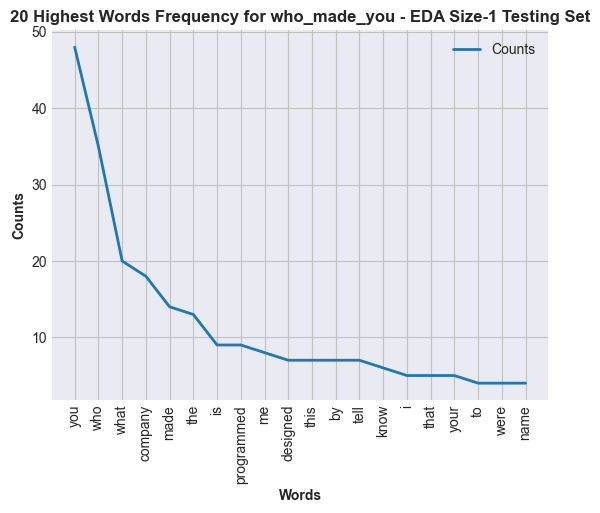 20 Highest Words Frequency for who_made_you - EDA Size-1 Testing Set
Counts
50
40
30
20
10
Counts
you
who
what
company
made
the
is
programmed
me
designed
this
by
tell
know
i
that
your
to
were
name
Words